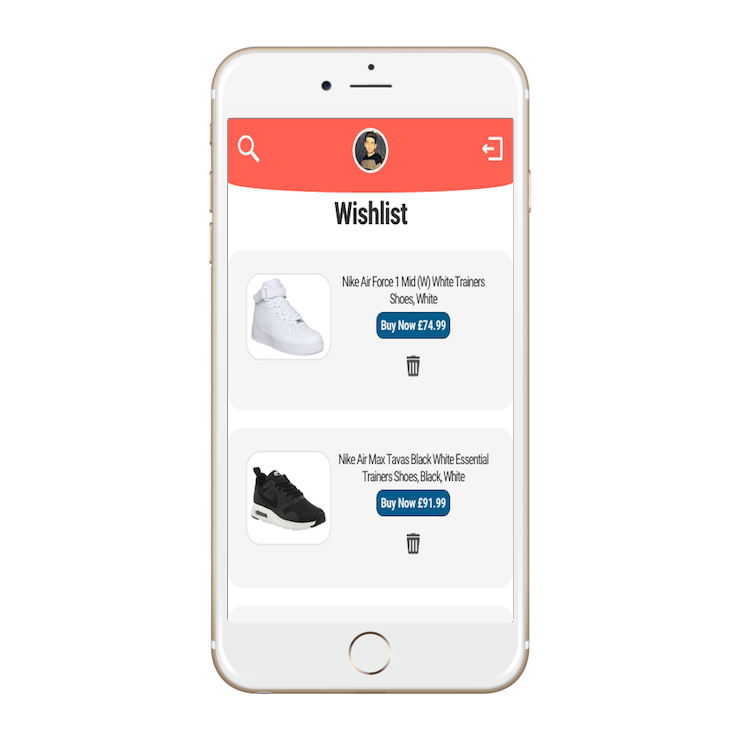 Wishlist
Nike Air Force 1 Mid (W) White Trainers
Shoes, White
Buy Now £74.99
Nike Air Max Tavas Black White Essential
Trainers Shoes, Black, White
Buy Now £91.99